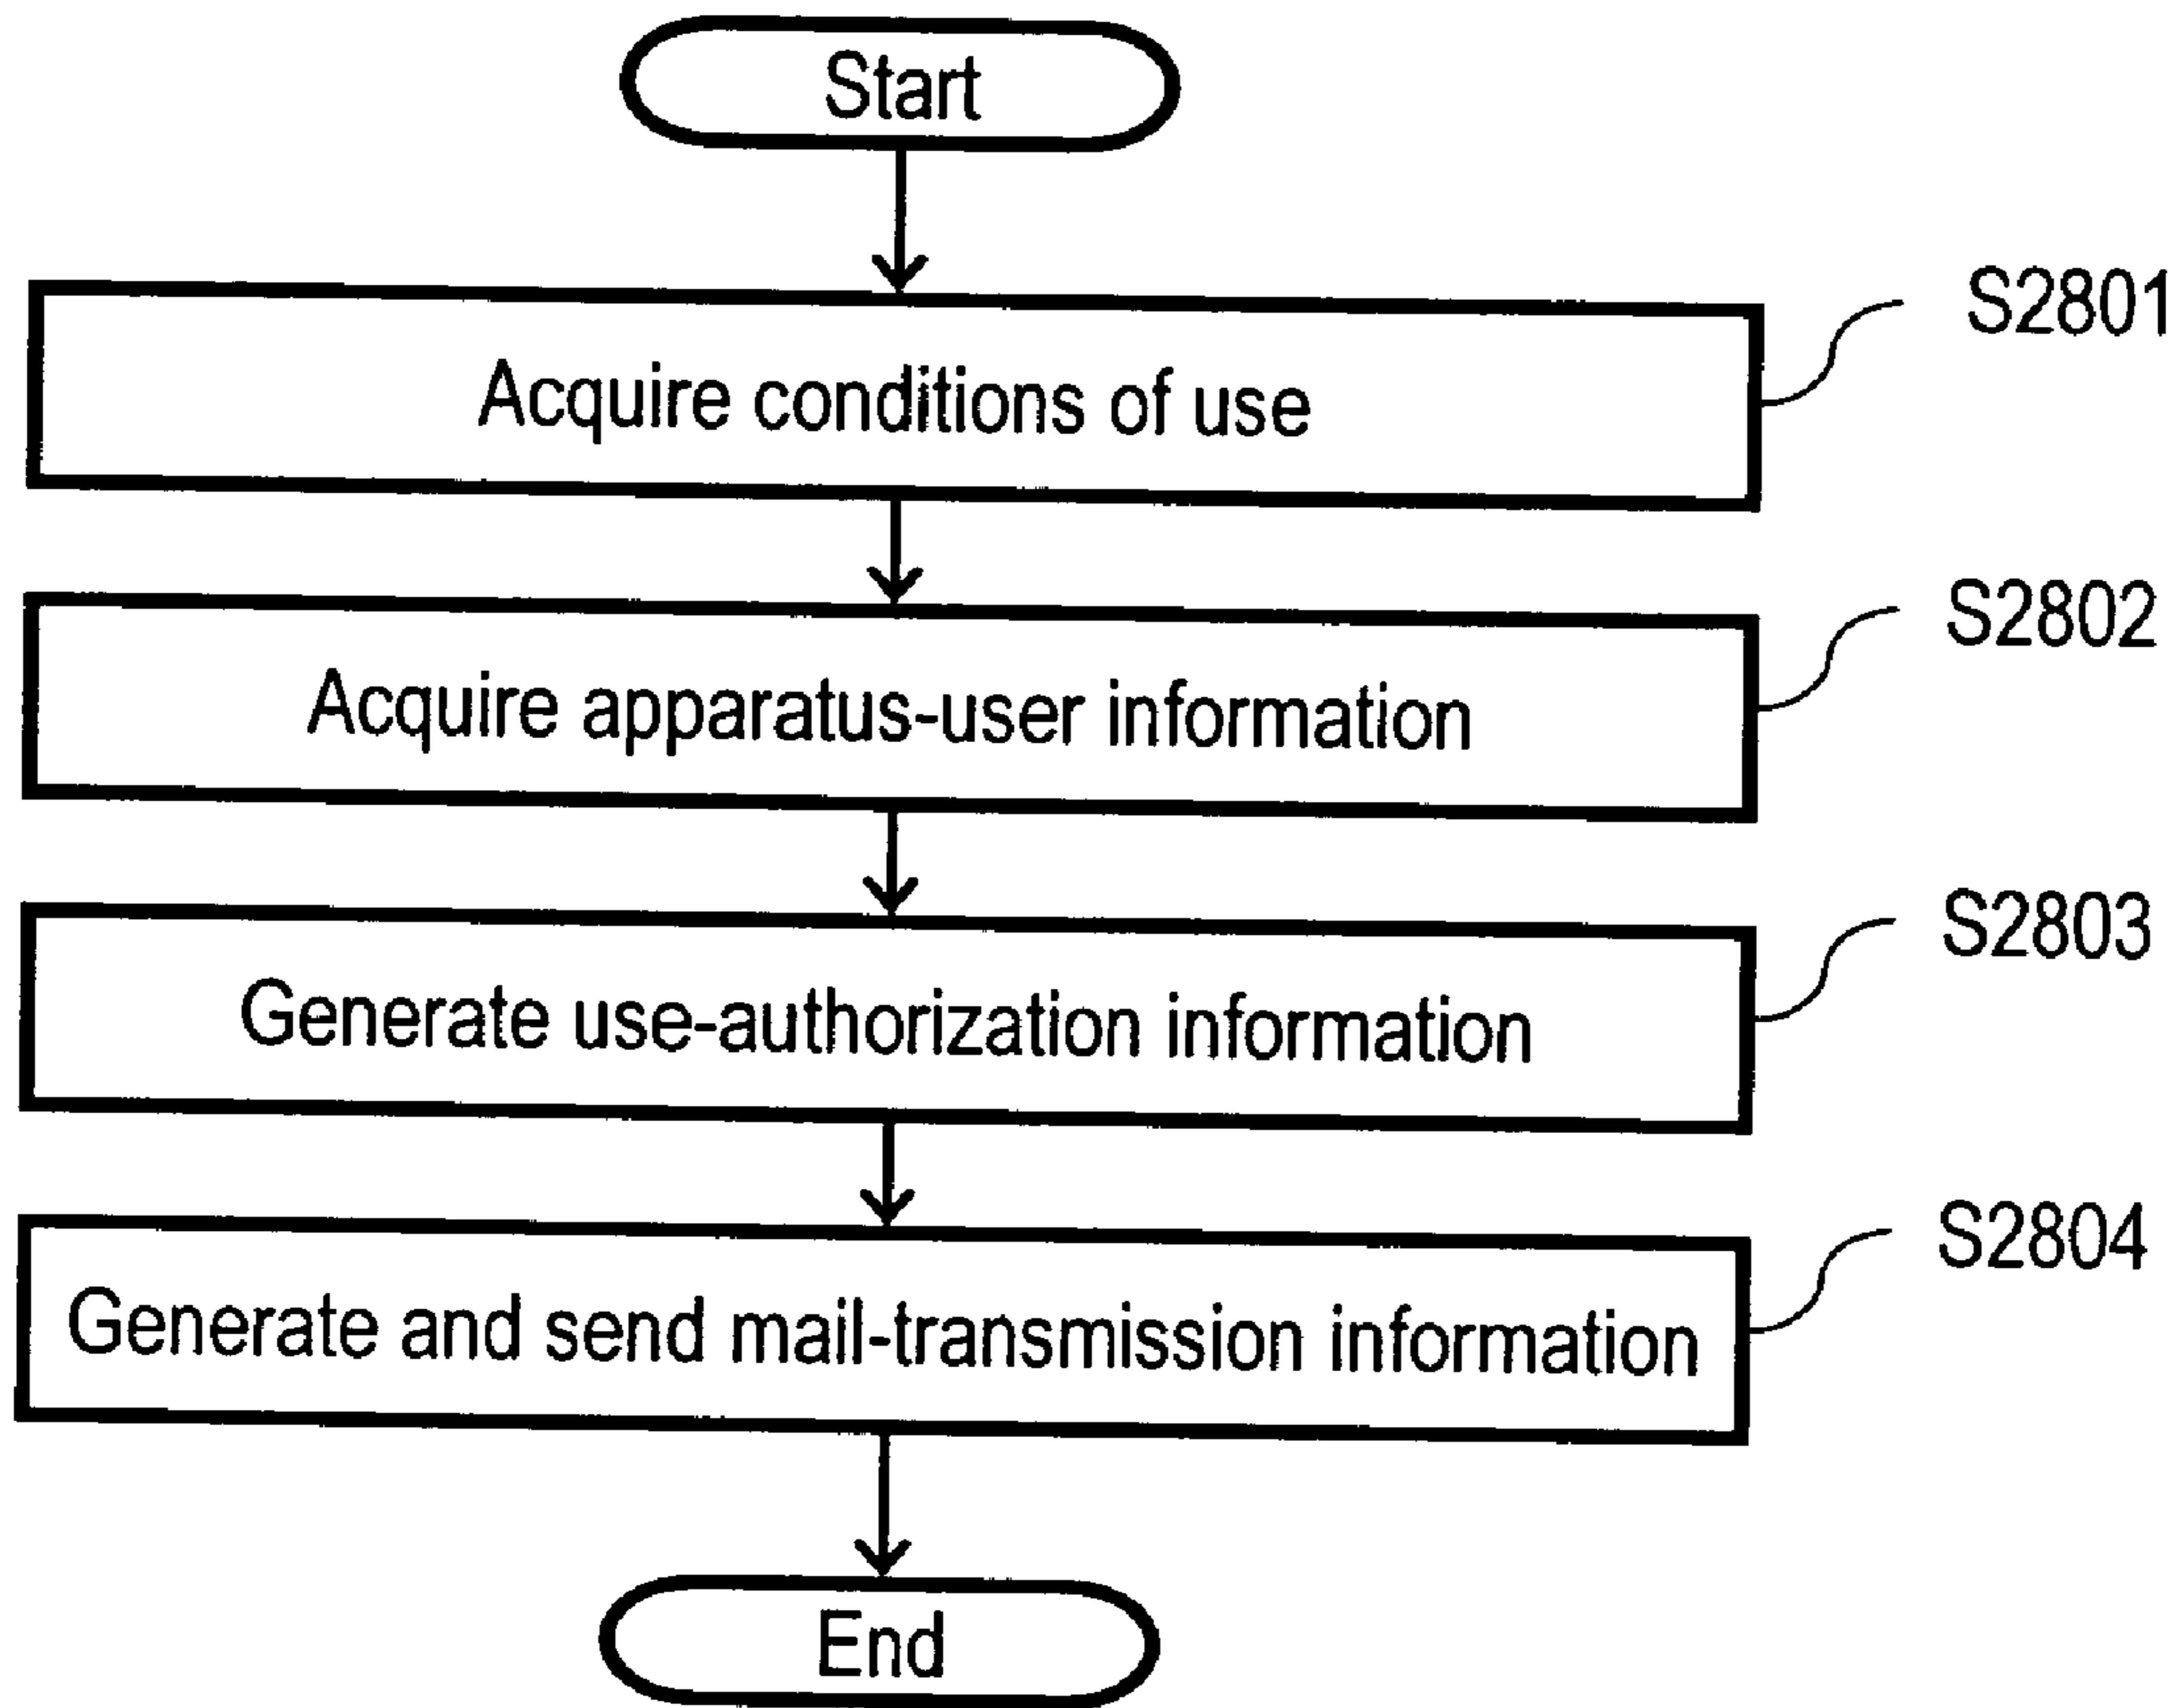 Start
S2801
Acquire conditions of use
S2802
Acquire apparatus-user information
S2803
Generate use-authorization information
S2804
Generate and send mail-transmission information
End